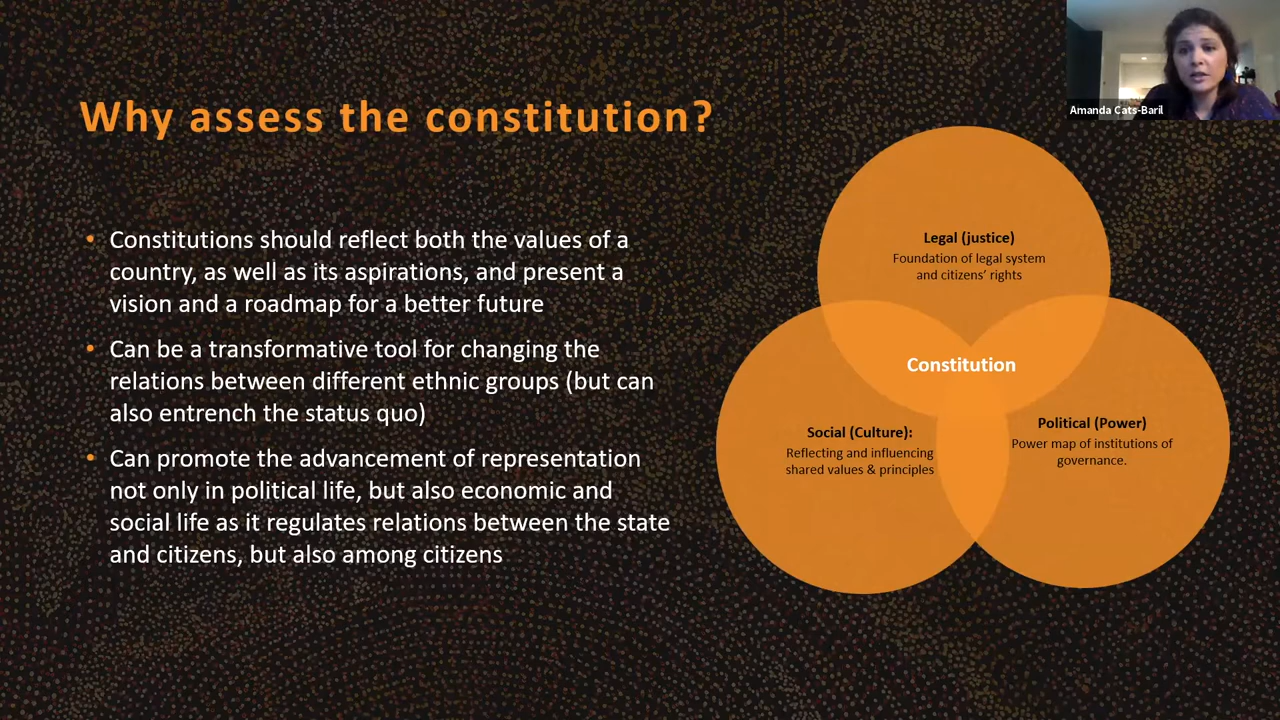 Amanda Cats-Baril
Why assess the constitution?
• Constitutions should reflect both the values of a
country, as well as its aspirations, and present a
vision and a roadmap for a better future
• Can be a transformative tool for changing the
relations between different ethnic groups (but can
also entrench the status quo)
• Can promote the advancement of representation
not only in political life, but also economic and
social life as it regulates relations between the state
and citizens, but also among citizens
Legal (justice)
Foundation of legal system
and citizens’ rights
Constitution
Social (Culture):
Reflecting and influencing
shared values & principles
Political (Power)
Power map of institutions of
governance.